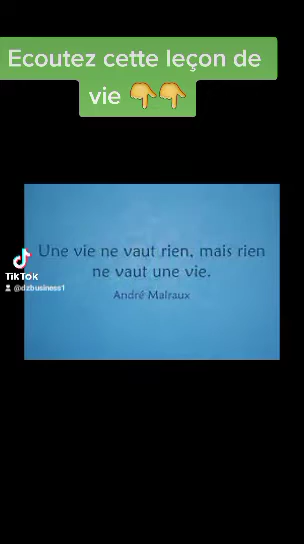 Ecoutez cette leçon de
vie 👇👇
Une vie ne vaut rien, mais rien
ne vaut une vie.
André Malraux
TikTok
@dzbusiness1